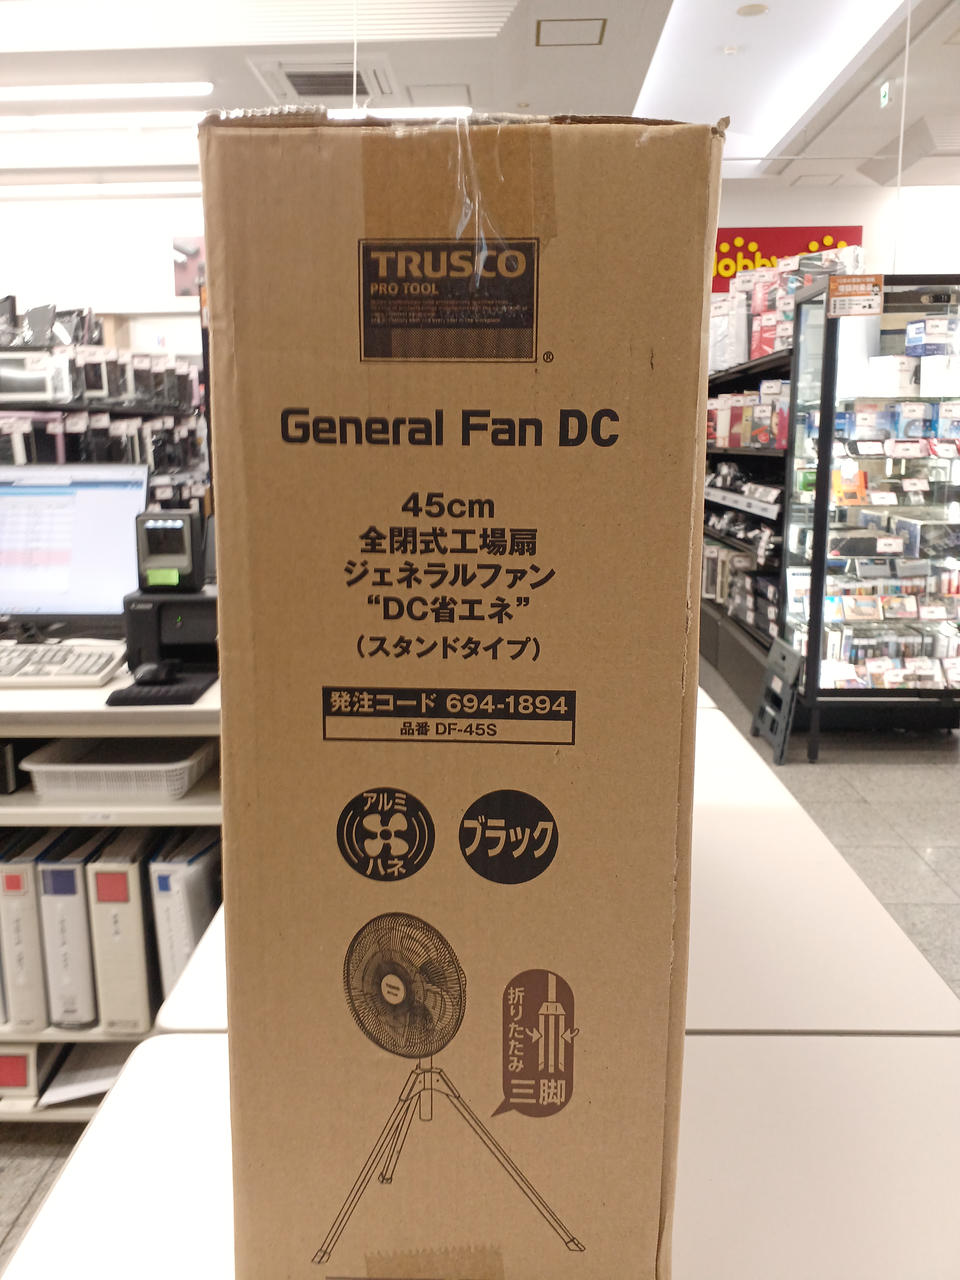 TRUSCO
PRO TOOL
®
General Fan DC
45cm
全閉式工場扇
ジェネラルファン
“DC省エネ”
(スタンドタイプ)
発注コード 694-1894
品番 DF-45S
アルミ
ハネ
ブラック
折りたたみ
三脚